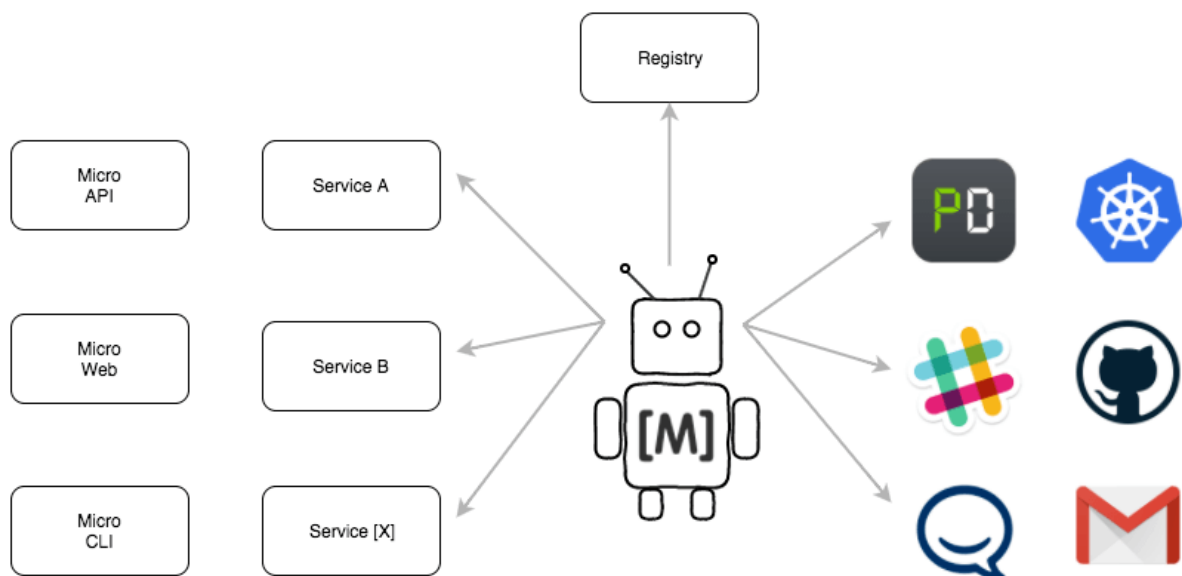 Registry
Micro
API
Service A
PD
Micro
Web
Service B
[M]
Micro
CLI
Service [X]